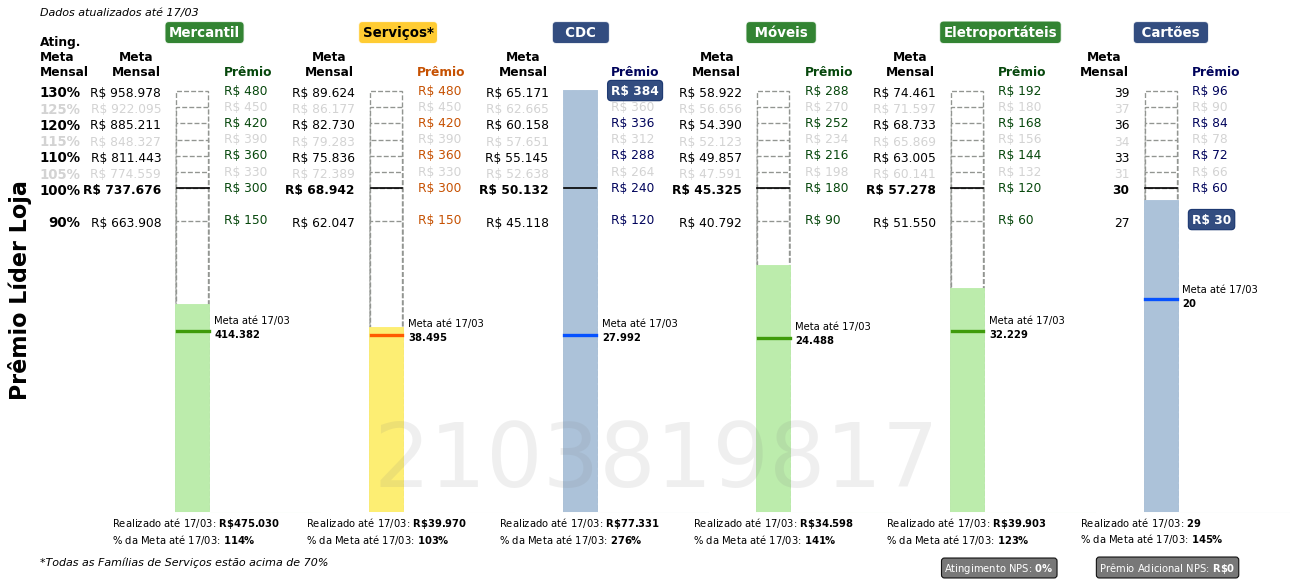 Dados atualizados até 17/03
Mercantil Serviços* CDC Móveis Eletroportáteis Cartões
Ating. Meta Mensal
Meta Mensal Prêmio Meta Mensal Prêmio Meta Mensal Prêmio Meta Mensal Prêmio Meta Mensal Prêmio Meta Mensal Prêmio
130% R$ 958.978 R$ 480 R$ 89.624 R$ 480 R$ 65.171 R$ 384 R$ 58.922 R$ 288 R$ 74.461 R$ 192 39 R$ 96
125% R$ 922.095 R$ 450 R$ 86.177 R$ 450 R$ 62.665 R$ 360 R$ 56.656 R$ 270 R$ 71.597 R$ 180 37 R$ 90
120% R$ 885.211 R$ 420 R$ 82.730 R$ 420 R$ 60.158 R$ 336 R$ 54.390 R$ 252 R$ 68.733 R$ 168 36 R$ 84
115% R$ 848.327 R$ 390 R$ 79.283 R$ 390 R$ 57.651 R$ 312 R$ 52.123 R$ 234 R$ 65.869 R$ 156 34 R$ 78
110% R$ 811.443 R$ 360 R$ 75.836 R$ 360 R$ 55.145 R$ 288 R$ 49.857 R$ 216 R$ 63.005 R$ 144 33 R$ 72
105% R$ 774.559 R$ 330 R$ 72.389 R$ 330 R$ 52.638 R$ 264 R$ 47.591 R$ 198 R$ 60.141 R$ 132 31 R$ 66
100% R$ 737.676 R$ 300 R$ 68.942 R$ 300 R$ 50.132 R$ 240 R$ 45.325 R$ 180 R$ 57.278 R$ 120 30 R$ 60
90% R$ 663.908 R$ 150 R$ 62.047 R$ 150 R$ 45.118 R$ 120 R$ 40.792 R$ 90 R$ 51.550 R$ 60 27 R$ 30
Prêmio Líder Loja
Meta até 17/03 Meta até 17/03 Meta até 17/03 Meta até 17/03 Meta até 17/03 Meta até 17/03
414.382 38.495 27.992 24.488 32.229 20
2103819817
Realizado até 17/03: R$475.030 Realizado até 17/03: R$39.970 Realizado até 17/03: R$77.331 Realizado até 17/03: R$34.598 Realizado até 17/03: R$39.903 Realizado até 17/03: 29
% da Meta até 17/03: 114% % da Meta até 17/03: 103% % da Meta até 17/03: 276% % da Meta até 17/03: 141% % da Meta até 17/03: 123% % da Meta até 17/03: 145%
*Todas as Famílias de Serviços estão acima de 70%
Atingimento NPS: 0% Prêmio Adicional NPS: R$0